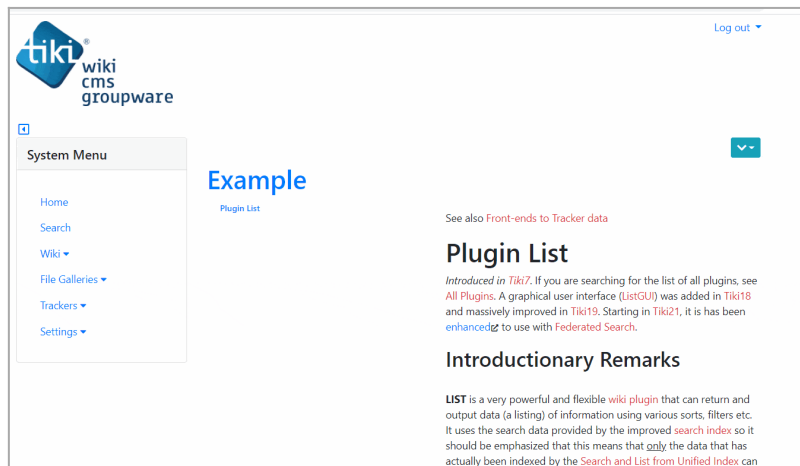 Log out
tiki®
wiki
cms
groupware
System Menu
Home
Search
Wiki
File Galleries
Trackers
Settings
Example
Plugin List
See also Front-ends to Tracker data
Plugin List
Introduced in Tiki7. If you are searching for the list of all plugins, see
All Plugins. A graphical user interface (ListGUI) was added in Tiki18
and massively improved in Tiki19. Starting in Tiki21, it is has been
enhanced to use with Federated Search.
Introductionary Remarks
LIST is a very powerful and flexible wiki plugin that can return and
output data (a listing) of information using various sorts, filters etc.
It uses the search data provided by the improved search index so it
should be emphasized that this means that only the data that has
actually been indexed by the Search and List from Unified Index can